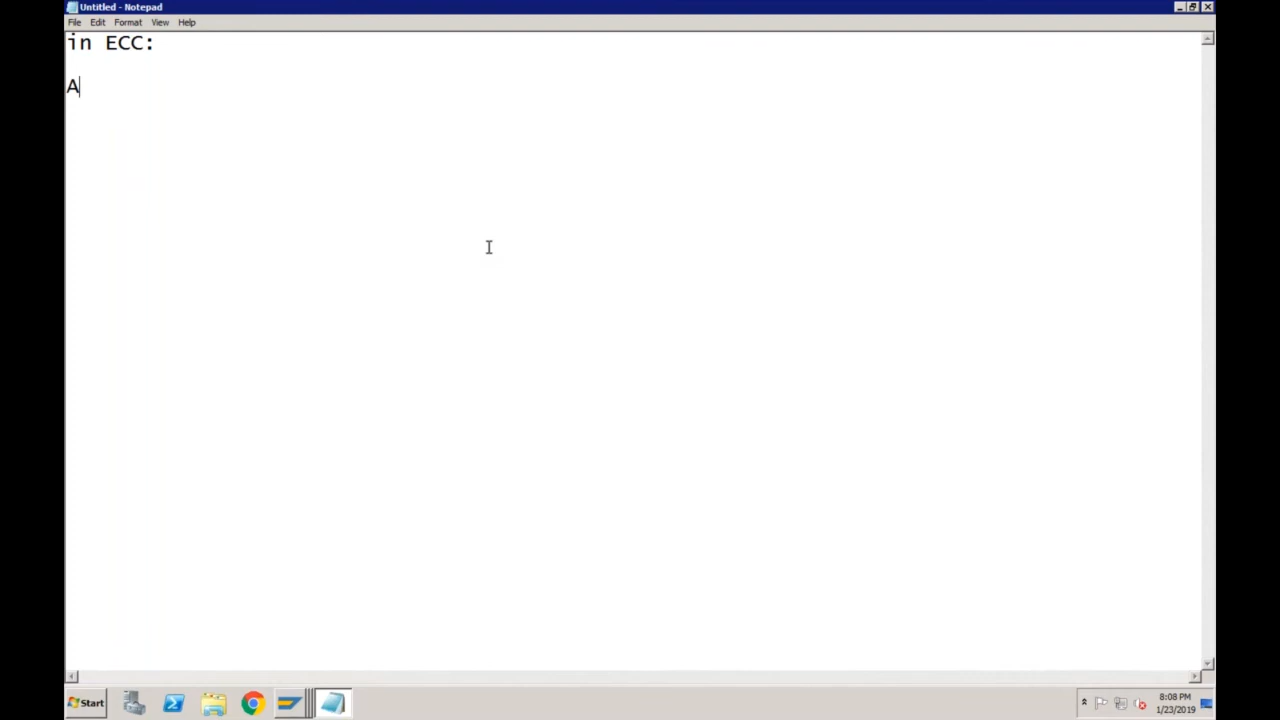 Untitled - Notepad
File Edit Format View Help
in ECC:
A
Start
8:08 PM
1/23/2019